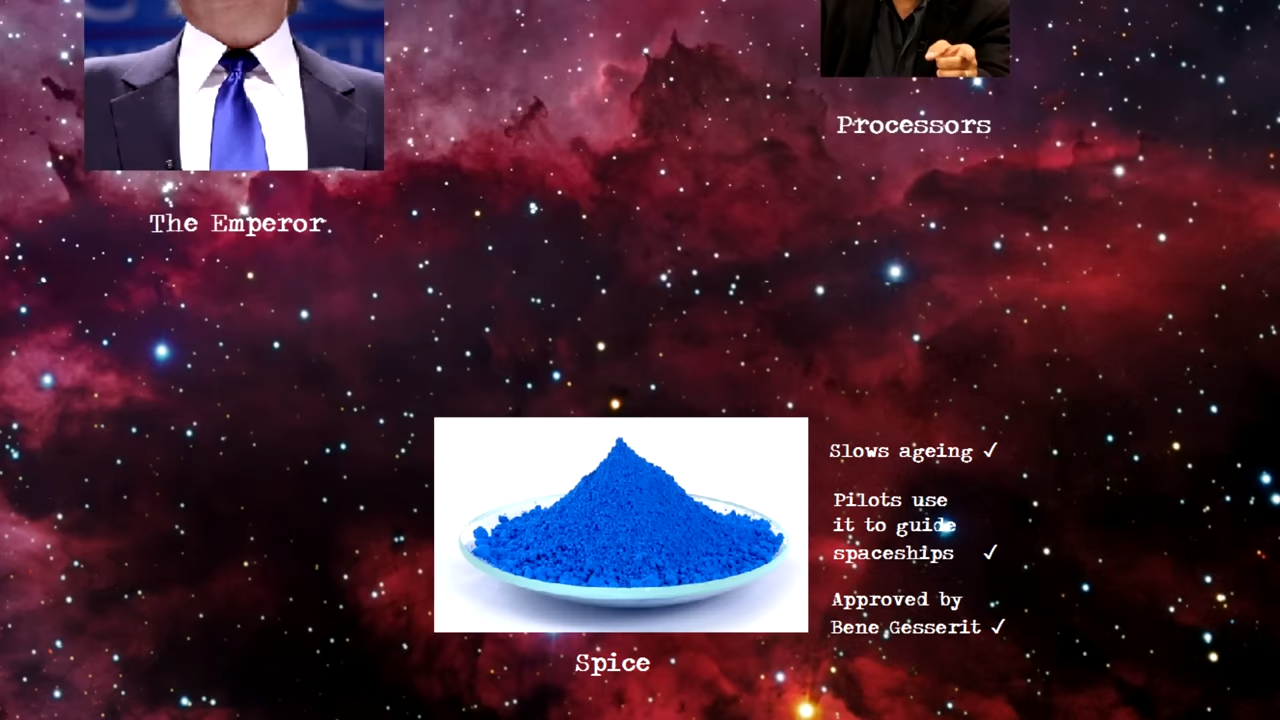 Processors
The Emperor.
Slows ageing ✓
Pilots use
it to guide
spaceships ✓
Approved by
Bene Gesserit ✓
Spice